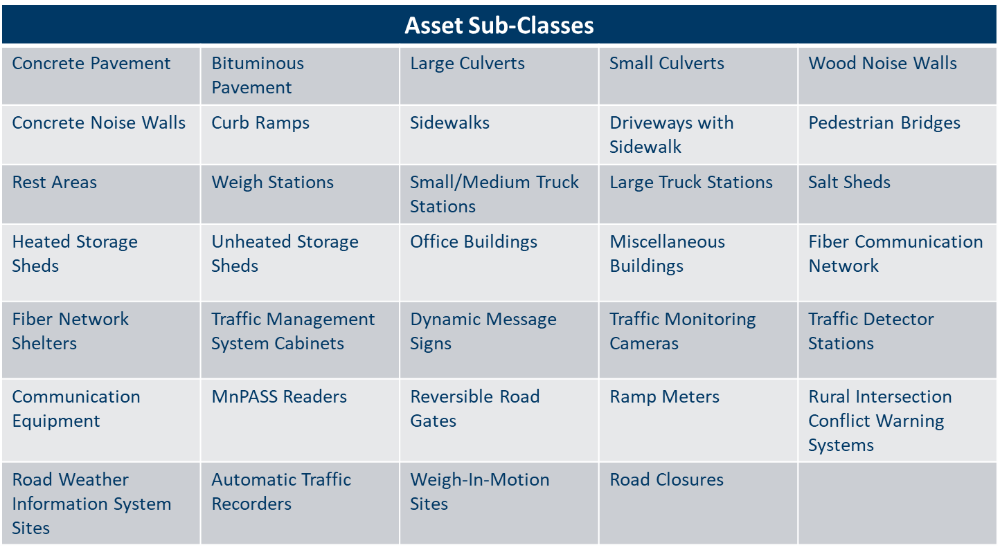 Asset Sub-Classes
Concrete Pavement
Bituminous
Pavement
Large Culverts
Small Culverts
Wood Noise Walls
Concrete Noise Walls
Curb Ramps
Sidewalks
Driveways with
Sidewalk
Pedestrian Bridges
Rest Areas
Weigh Stations
Small/Medium Truck
Stations
Large Truck Stations
Salt Sheds
Heated Storage
Sheds
Unheated Storage
Sheds
Office Buildings
Miscellaneous
Buildings
Fiber Communication
Network
Fiber Network
Shelters
Traffic Management
System Cabinets
Dynamic Message
Signs
Traffic Monitoring
Cameras
Traffic Detector
Stations
Communication
Equipment
MnPASS Readers
Reversible Road
Gates
Ramp Meters
Rural Intersection
Conflict Warning
Systems
Road Weather
Information System
Sites
Automatic Traffic
Recorders
Weigh-In-Motion
Sites
Road Closures